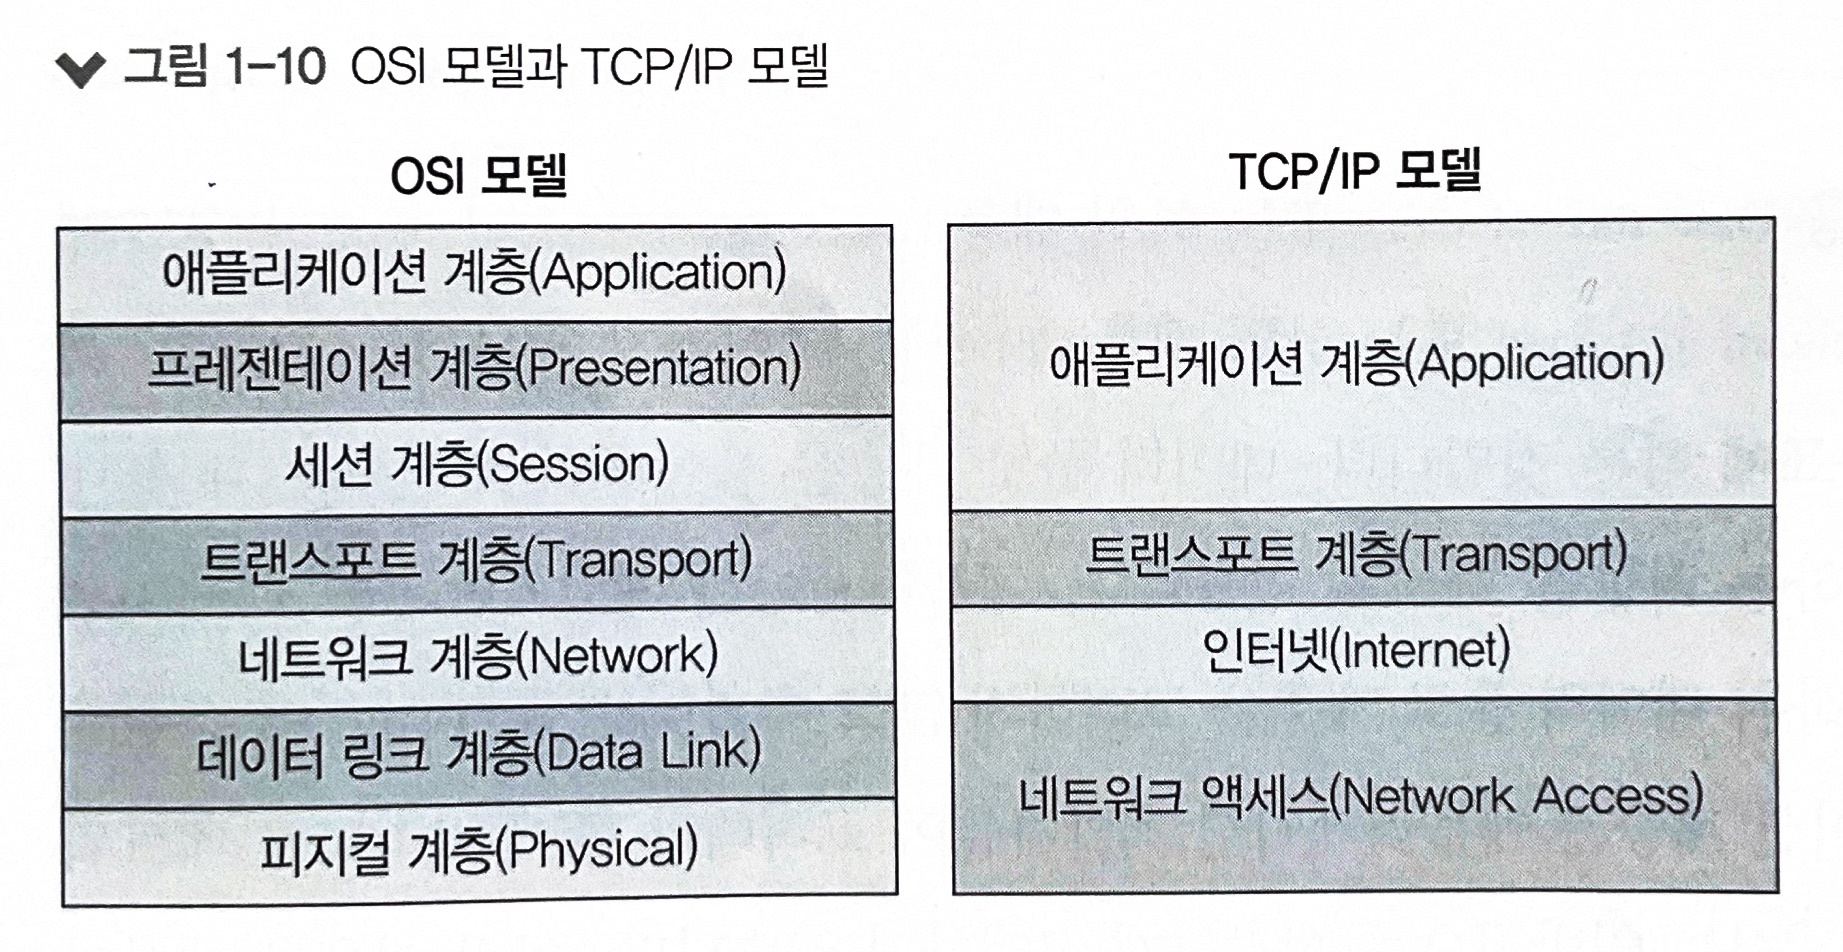 그림 1-10 OSI 모델과 TCP/IP 모델
OSI 모델
애플리케이션 계층(Application)
프레젠테이션 계층(Presentation)
세션 계층(Session)
트랜스포트 계층(Transport)
네트워크 계층(Network)
데이터 링크 계층(Data Link)
피지컬 계층(Physical)
TCP/IP 모델
애플리케이션 계층(Application)
트랜스포트 계층(Transport)
인터넷(Internet)
네트워크 액세스(Network Access)